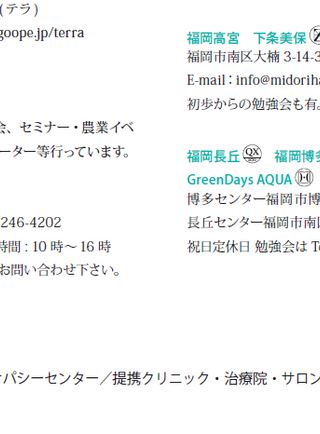 (テラ)
goope.jp/terra
会、セミナー・農業イベ
ーター等行っています。
246-4202
時間 : 10 時〜 16 時
お問い合わせ下さい。
福岡高宮 下条美保
福岡市南区大楠 3-14-3
E-mail : info@midoriha
初歩からの勉強会も有。
福岡長丘 QX 福岡博多
GreenDays AQUA
博多センター福岡市博
長丘センター福岡市南
祝日定休日 勉強会は Te
パシーセンター／提携クリニック・治療院・サロン